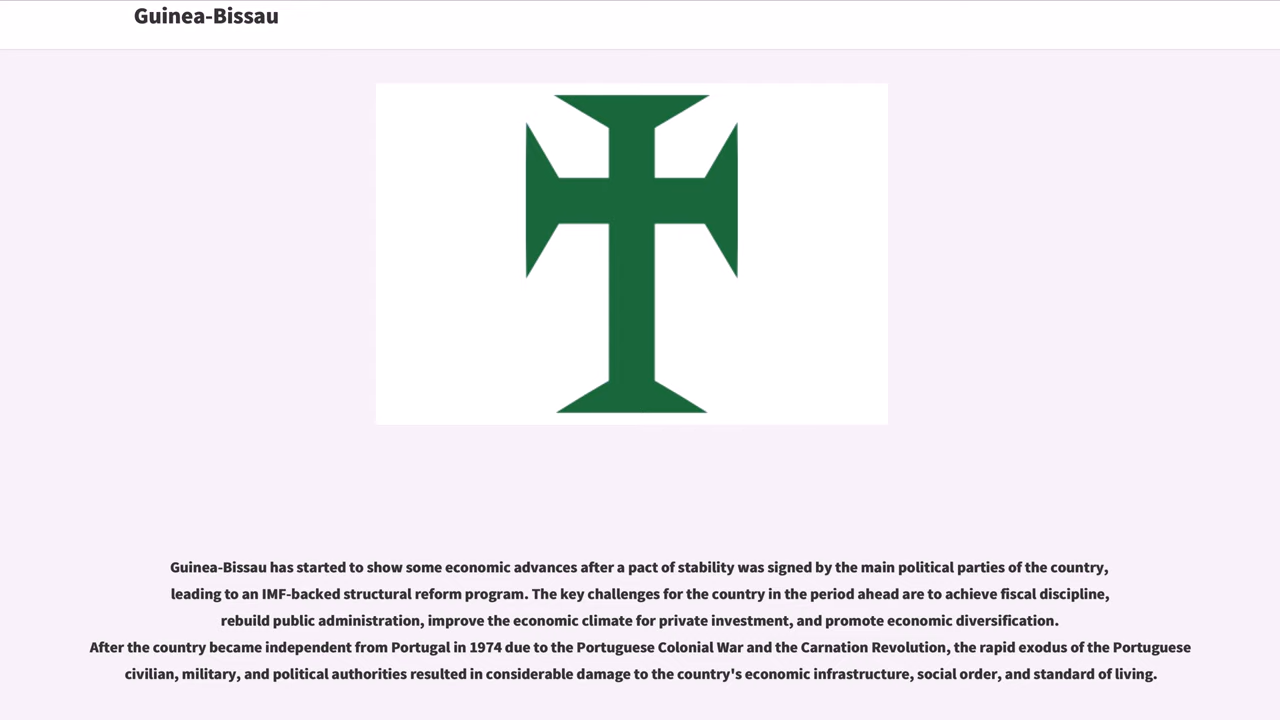 Guinea-Bissau
Guinea-Bissau has started to show some economic advances after a pact of stability was signed by the main political parties of the country,
leading to an IMF-backed structural reform program. The key challenges for the country in the period ahead are to achieve fiscal discipline,
rebuild public administration, improve the economic climate for private investment, and promote economic diversification.
After the country became independent from Portugal in 1974 due to the Portuguese Colonial War and the Carnation Revolution, the rapid exodus of the Portuguese
civilian, military, and political authorities resulted in considerable damage to the country's economic infrastructure, social order, and standard of living.